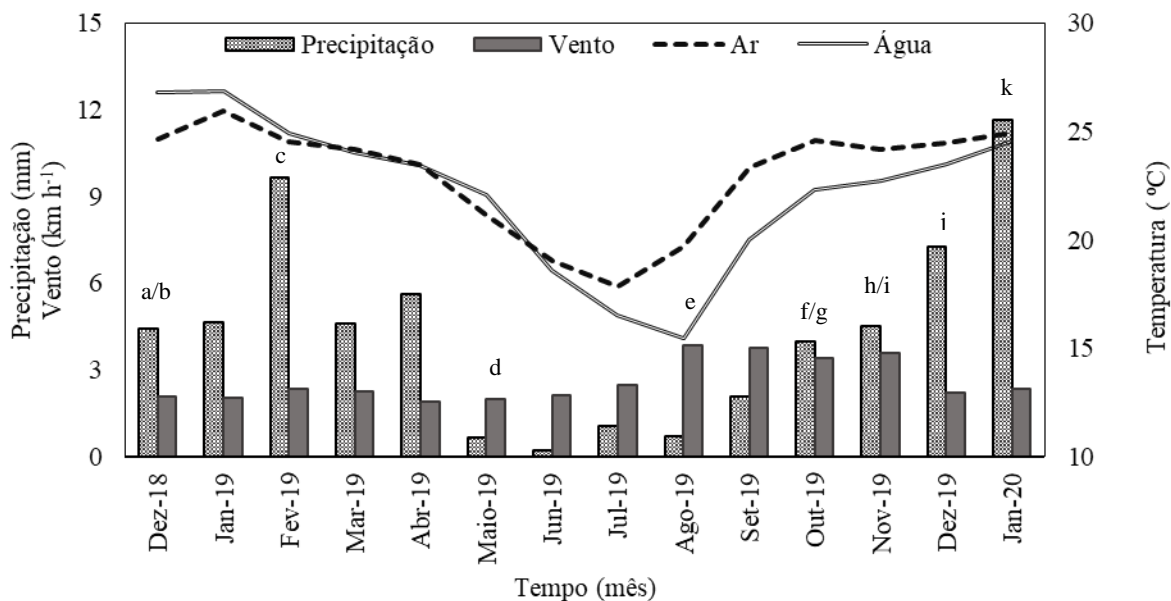 Precipitação Vento Ar Água
15
12
9
6
3
0
Precipitação (mm)
Vento (km h-1)
30
25
20
15
10
Temperatura ( ºC)
a/b
c
d
e
f/g
h/i
j
k
Dez-18
Jan-19
Fev-19
Mar-19
Abr-19
Maio-19
Jun-19
Jul-19
Ago-19
Set-19
Out-19
Nov-19
Dez-19
Jan-20
Tempo (mês)